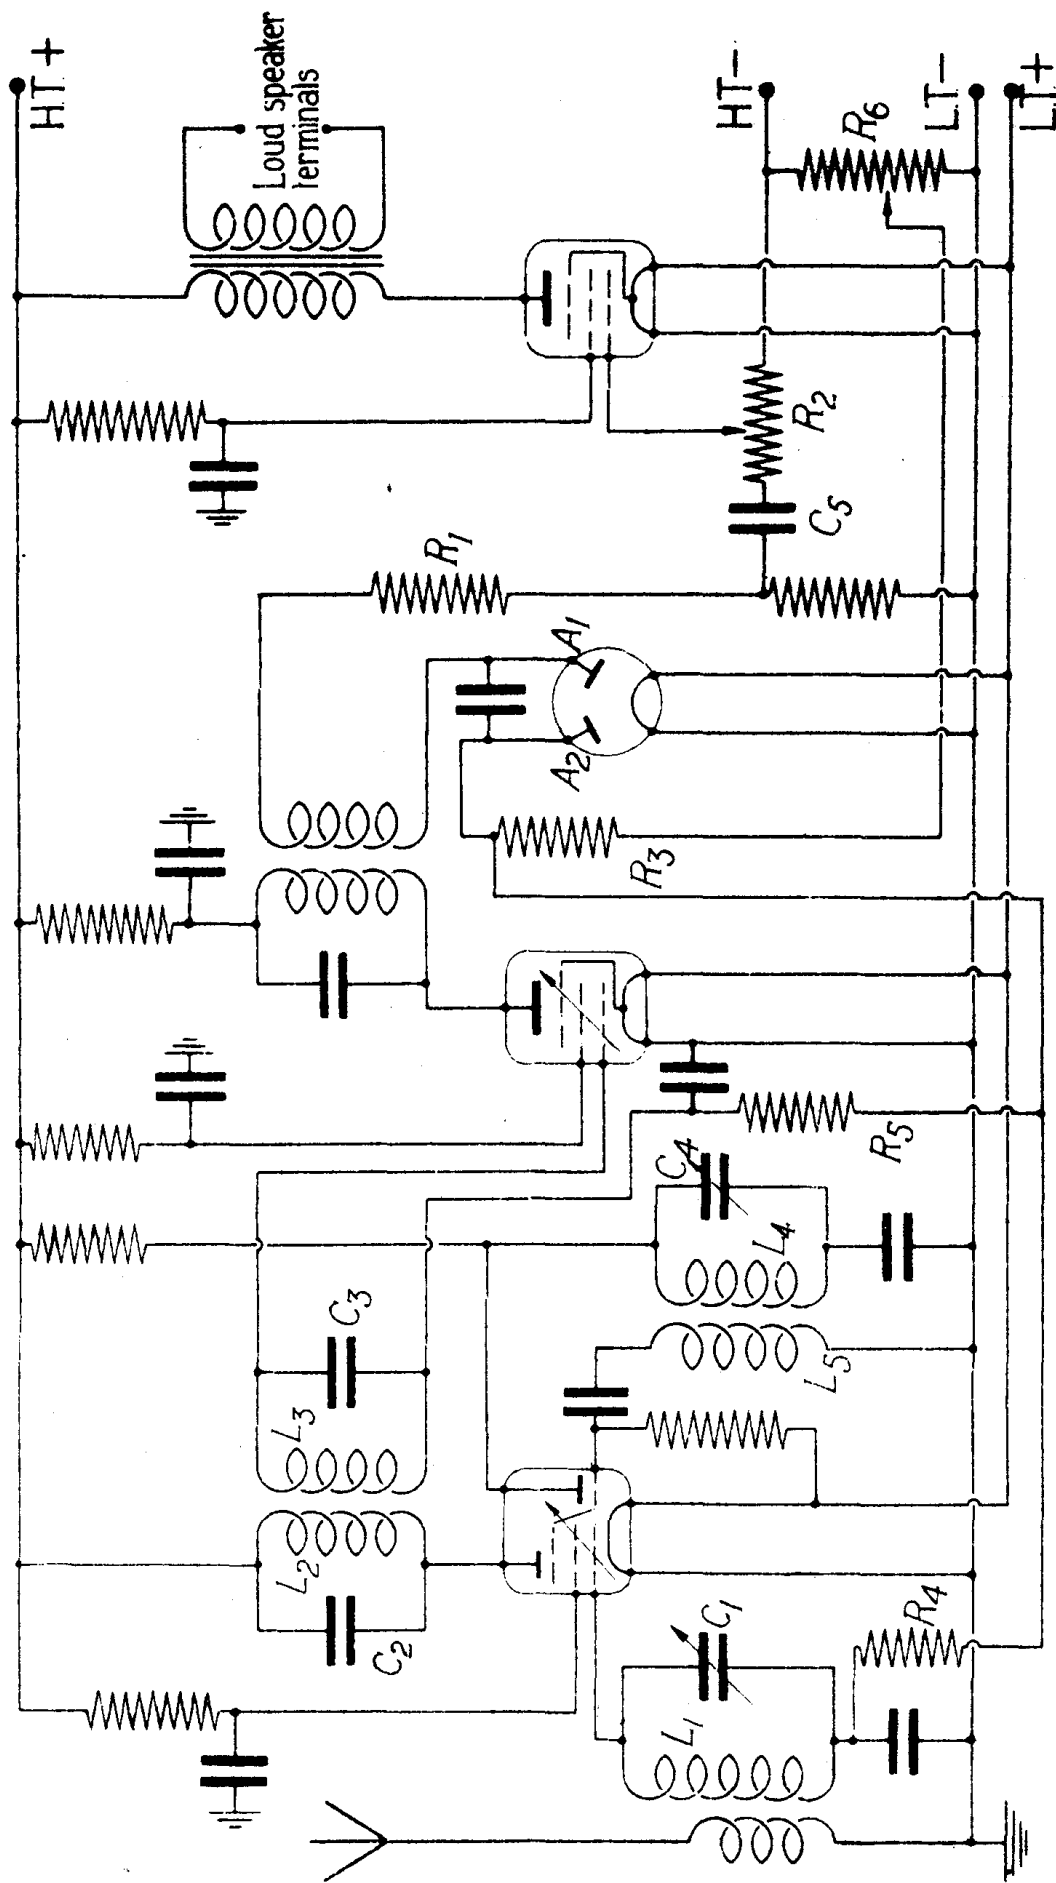 H.T. +
Loud speaker
terminals
HT -
R6
LT -
LT +
R2
C5
R1
A1
A2
R3
C4
R5
L4
C3
L3
L5
L2
C2
C1
R4
L1